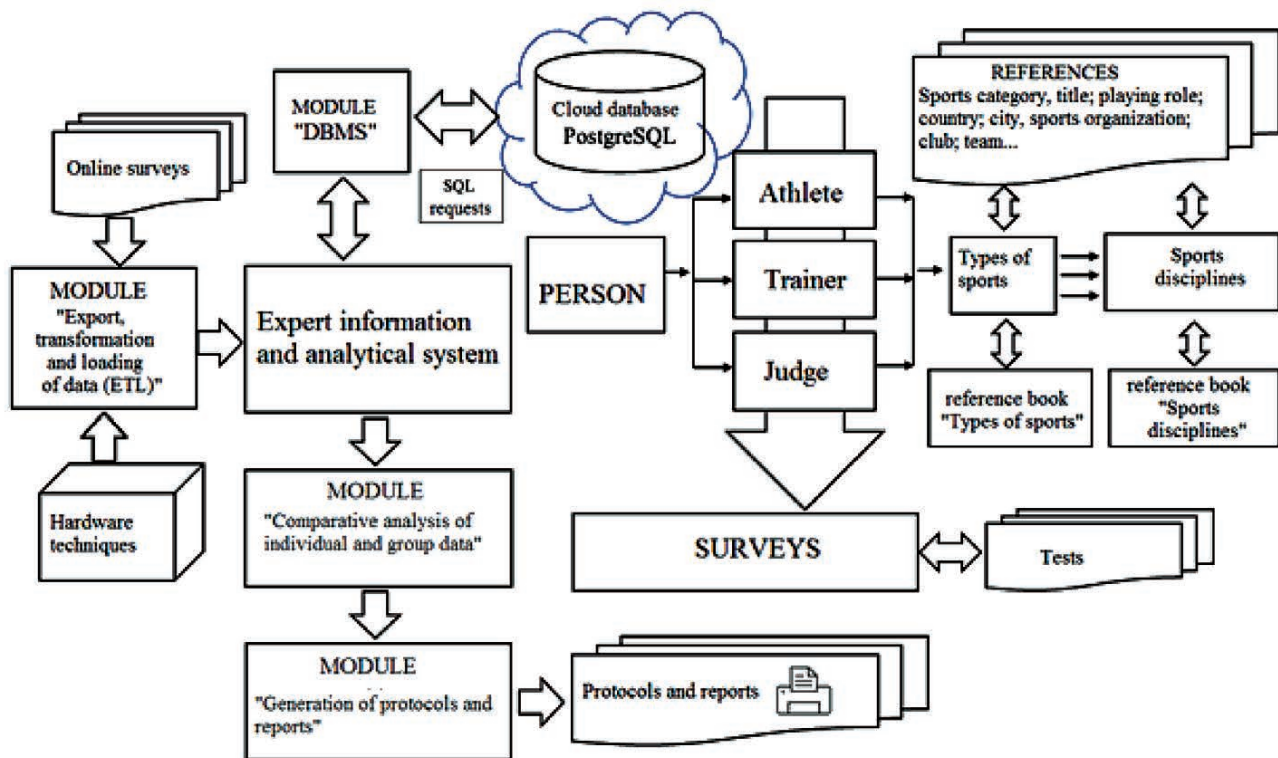 Online surveys
MODULE
"Export,
transformation
and loading
of data (ETL)"
Hardware
techniques
MODULE
"DBMS"
SQL
requests
Cloud database
PostgreSQL
Expert information
and analytical system
MODULE
"Comparative analysis of
individual and group data"
MODULE
"Generation of protocols and
reports"
Protocols and reports
PERSON
Athlete
Trainer
Judge
SURVEYS
Tests
REFERENCES
Sports category, title; playing role;
country; city, sports organization;
club; team...
Types of
sports
Sports
disciplines
reference book
"Types of sports"
reference book
"Sports
disciplines"